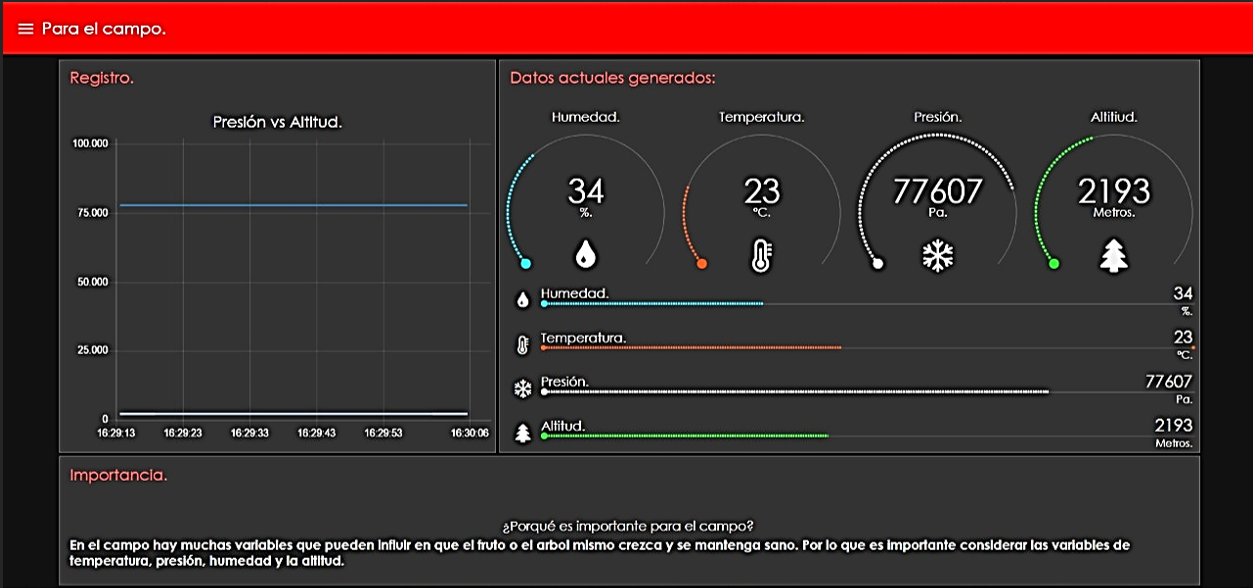 Para el campo.
Registro.
Presión vs Altitud.
100.000
75.000
50.000
25.000
0
16:29:13 16:29:23 16:29:33 16:29:43 16:29:53 16:30:06
Datos actuales generados:
Humedad. Temperatura. Presión. Altitiud.
34 23 77607 2193
%. ºC. Pa. Metros.
Humedad. 34
%.
Temperatura. 23
ºC.
Presión. 77607
Pa.
Altitud. 2193
Metros.
Importancia.
¿Porqué es importante para el campo?
En el campo hay muchas variables que pueden influir en que el fruto o el arbol mismo crezca y se mantenga sano. Por lo que es importante considerar las variables de
temperatura, presión, humedad y la altitud.